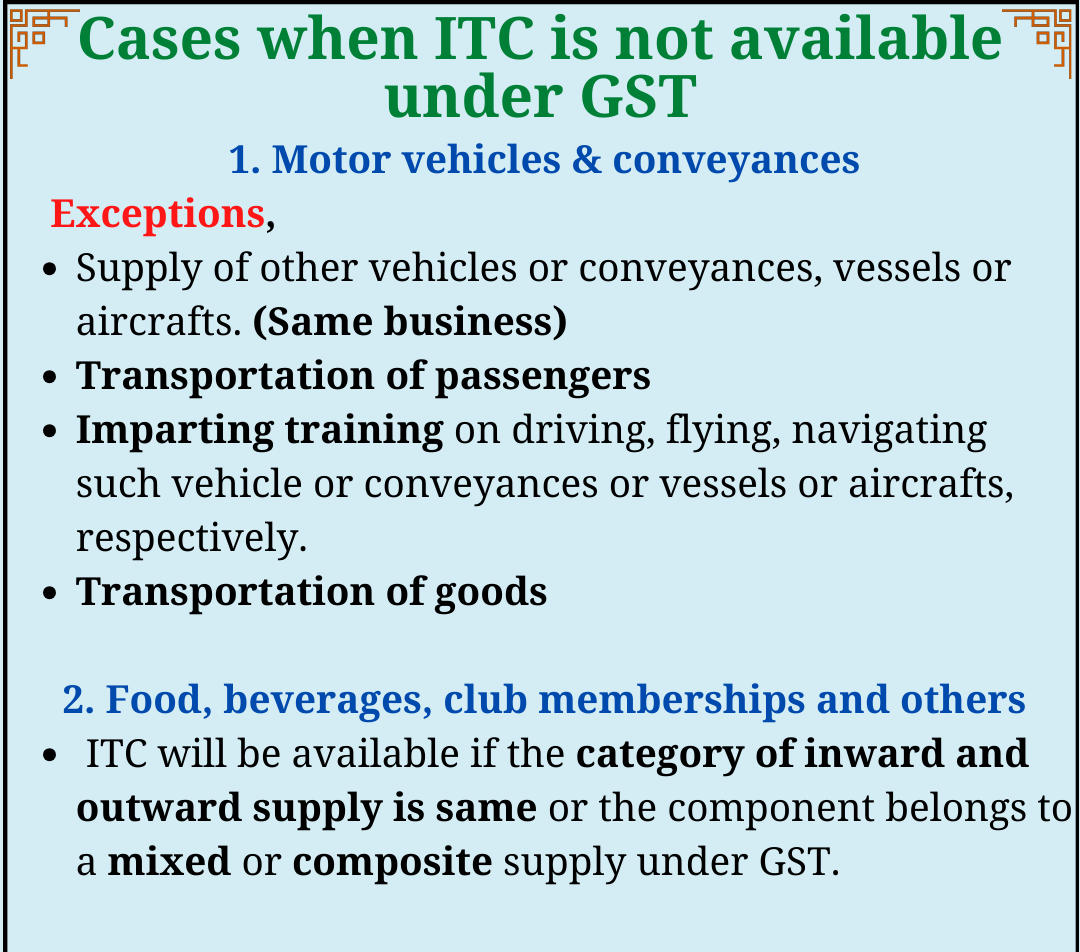 Cases when ITC is not available
under GST
1. Motor vehicles & conveyances
Exceptions,
• Supply of other vehicles or conveyances, vessels or
aircrafts. (Same business)
• Transportation of passengers
• Imparting training on driving, flying, navigating
such vehicle or conveyances or vessels or aircrafts,
respectively.
• Transportation of goods
2. Food, beverages, club memberships and others
• ITC will be available if the category of inward and
outward supply is same or the component belongs to
a mixed or composite supply under GST.